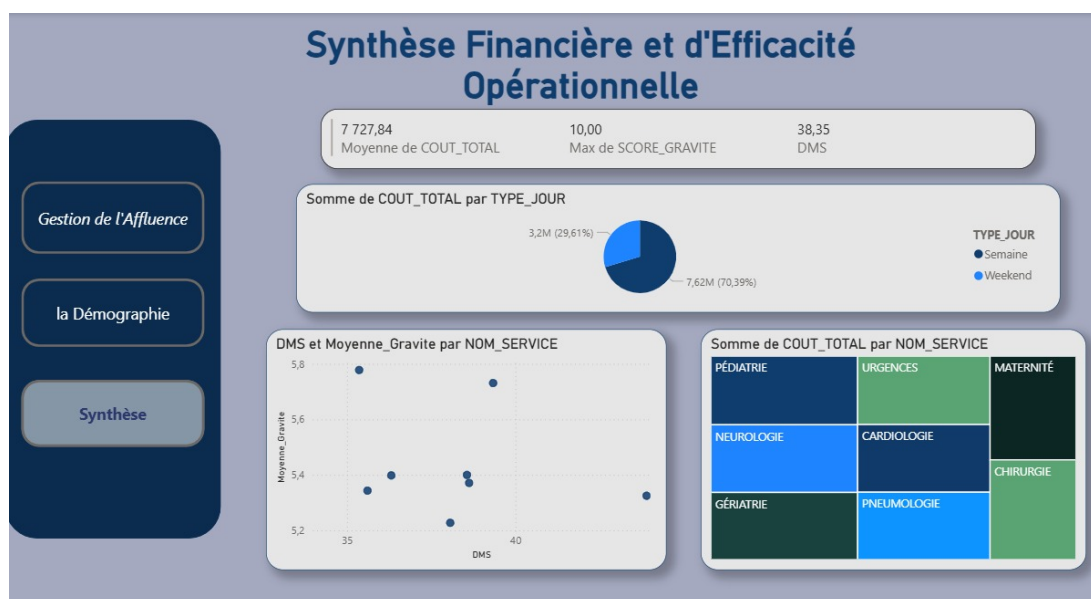 Synthèse Financière et d'Efficacité
Opérationnelle
7 727,84
Moyenne de COUT_TOTAL
10,00
Max de SCORE_GRAVITE
38,35
DMS
Gestion de l'Affluence
la Démographie
Synthèse
Somme de COUT_TOTAL par TYPE_JOUR
3,2M (29,61%)
7,62M (70,39%)
TYPE_JOUR
Semaine
Weekend
DMS et Moyenne_Gravite par NOM_SERVICE
5,8
5,6
5,4
5,2
Moyenne_Gravite
35
40
DMS
Somme de COUT_TOTAL par NOM_SERVICE
PÉDIATRIE
URGENCES
MATERNITÉ
NEUROLOGIE
CARDIOLOGIE
CHIRURGIE
GÉRIATRIE
PNEUMOLOGIE